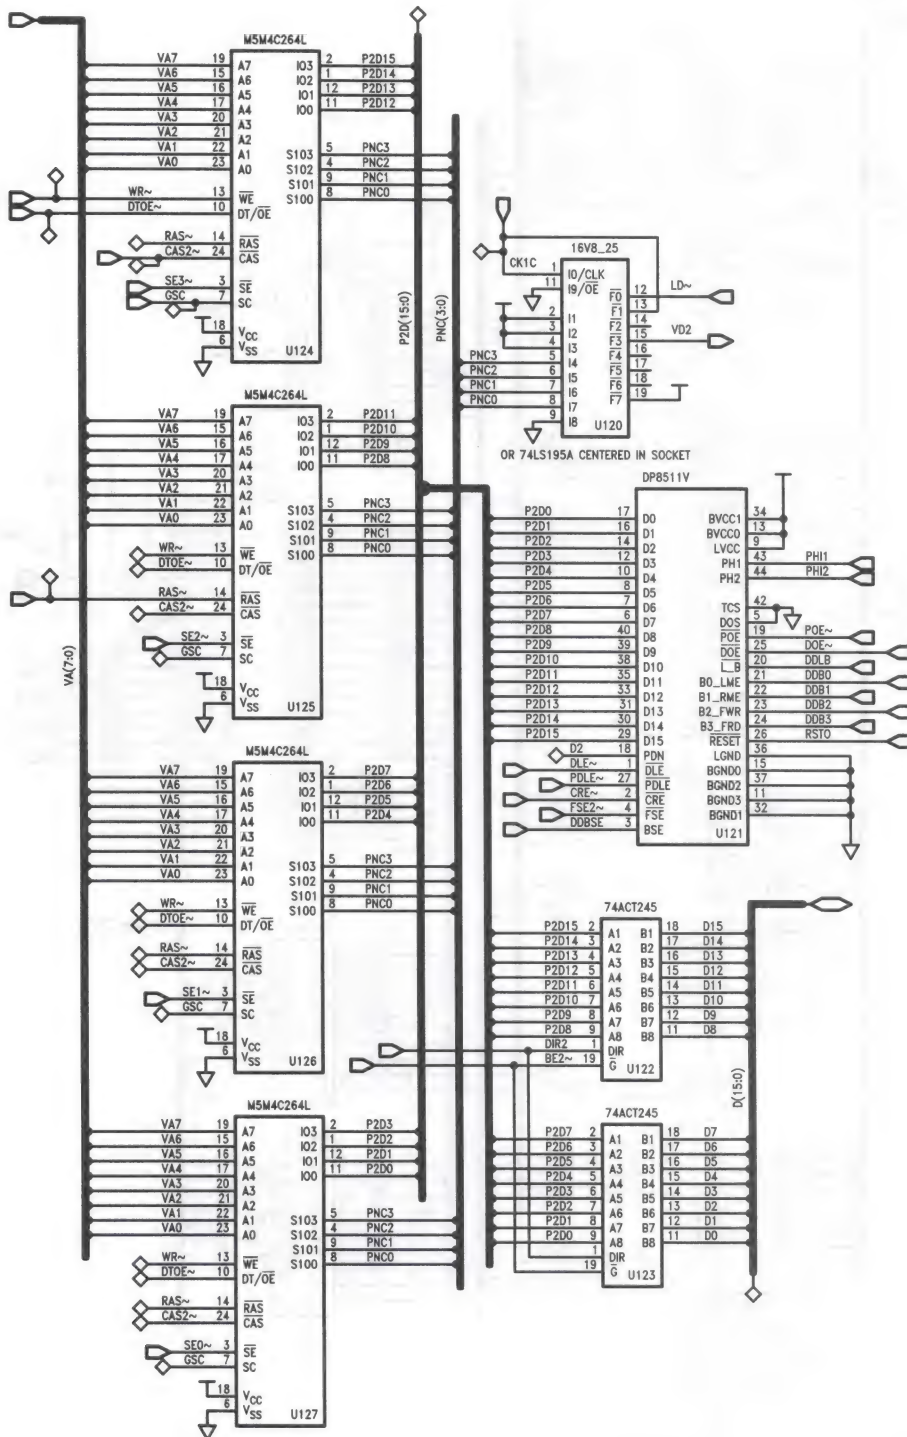 M5M4C264L
VA7 19 A7 IO3 2 P2D15
VA6 15 A6 IO2 1 P2D14
VA5 16 A5 IO1 12 P2D13
VA4 17 A4 IO0 11 P2D12
VA3 20 A3
VA2 21 A2
VA1 22 A1 S103 5 PNC3
VA0 23 A0 S102 4 PNC2
S101 9 PNC1
S100 8 PNC0
WR~ 13 WE
DTOE~ 10 DT/OE
RAS~ 14 RAS
CAS2~ 24 CAS
SE3~ 3 SE
GSC 7 SC
18 VCC
6 VSS
U124
M5M4C264L
VA7 19 A7 IO3 2 P2D11
VA6 15 A6 IO2 1 P2D10
VA5 16 A5 IO1 12 P2D9
VA4 17 A4 IO0 11 P2D8
VA3 20 A3
VA2 21 A2
VA1 22 A1 S103 5 PNC3
VA0 23 A0 S102 4 PNC2
S101 9 PNC1
S100 8 PNC0
WR~ 13 WE
DTOE~ 10 DT/OE
RAS~ 14 RAS
CAS2~ 24 CAS
SE2~ 3 SE
GSC 7 SC
18 VCC
6 VSS
U125
M5M4C264L
VA7 19 A7 IO3 2 P2D7
VA6 15 A6 IO2 1 P2D6
VA5 16 A5 IO1 12 P2D5
VA4 17 A4 IO0 11 P2D4
VA3 20 A3
VA2 21 A2
VA1 22 A1 S103 5 PNC3
VA0 23 A0 S102 4 PNC2
S101 9 PNC1
S100 8 PNC0
WR~ 13 WE
DTOE~ 10 DT/OE
RAS~ 14 RAS
CAS2~ 24 CAS
SE1~ 3 SE
GSC 7 SC
18 VCC
6 VSS
U126
M5M4C264L
VA7 19 A7 IO3 2 P2D3
VA6 15 A6 IO2 1 P2D2
VA5 16 A5 IO1 12 P2D1
VA4 17 A4 IO0 11 P2D0
VA3 20 A3
VA2 21 A2
VA1 22 A1 S103 5 PNC3
VA0 23 A0 S102 4 PNC2
S101 9 PNC1
S100 8 PNC0
WR~ 13 WE
DTOE~ 10 DT/OE
RAS~ 14 RAS
CAS2~ 24 CAS
SE0~ 3 SE
GSC 7 SC
18 VCC
6 VSS
U127
VA(7:0)
P2D(15:0)
PNC(3:0)
16V8_25
CK1C 1 I0/CLK
11 I9/OE F0 12 LD~
F1 13
2 I1 F2 14
3 I2 F3 15 VD2
4 I3 F4 16
PNC3 5 I4 F5 17
PNC2 6 I5 F6 18
PNC1 7 I6 F7 19
PNC0 8 I7
9 I8
U120
OR 74LS195A CENTERED IN SOCKET
DP8511V
P2D0 17 D0 BVCC1 34
P2D1 16 D1 BVCC0 13
P2D2 14 D2 LVCC 9
P2D3 12 D3 PH1 43 PHI1
P2D4 10 D4 PH2 44 PHI2
P2D5 8 D5
P2D6 7 D6 TCS 42
P2D7 6 D7 DOS 5
P2D8 40 D8 POE 19 POE~
P2D9 39 D9 DOE 25 DOE~
P2D10 38 D10 L_B 20 DDLB
P2D11 35 D11 B0_LME 21 DDB0
P2D12 33 D12 B1_RME 22 DDB1
P2D13 31 D13 B2_FWR 23 DDB2
P2D14 30 D14 B3_FRD 24 DDB3
P2D15 29 D15 RESET 26 RST0
D2 18 PDN LGND 36
DLE~ 1 DLE BGND0 15
PDLE~ 27 PDLE BGND2 37
CRE~ 2 CRE BGND3 11
FSE2~ 4 FSE BGND1 32
DDBSE 3 BSE
U121
74ACT245
P2D15 2 A1 B1 18 D15
P2D14 3 A2 B2 17 D14
P2D13 4 A3 B3 16 D13
P2D12 5 A4 B4 15 D12
P2D11 6 A5 B5 14 D11
P2D10 7 A6 B6 13 D10
P2D9 8 A7 B7 12 D9
P2D8 9 A8 B8 11 D8
DIR2 1 DIR
BE2~ 19 G
U122
D(15:0)
74ACT245
P2D7 2 A1 B1 18 D7
P2D6 3 A2 B2 17 D6
P2D5 4 A3 B3 16 D5
P2D4 5 A4 B4 15 D4
P2D3 6 A5 B5 14 D3
P2D2 7 A6 B6 13 D2
P2D1 8 A7 B7 12 D1
P2D0 9 A8 B8 11 D0
1 DIR
19 G
U123